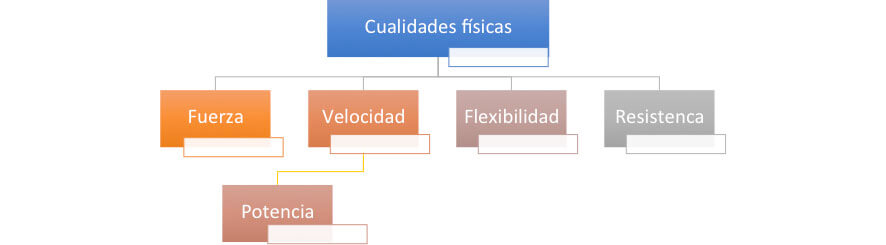 Cualidades físicas
Fuerza
Velocidad
Flexibilidad
Resistenca
Potencia